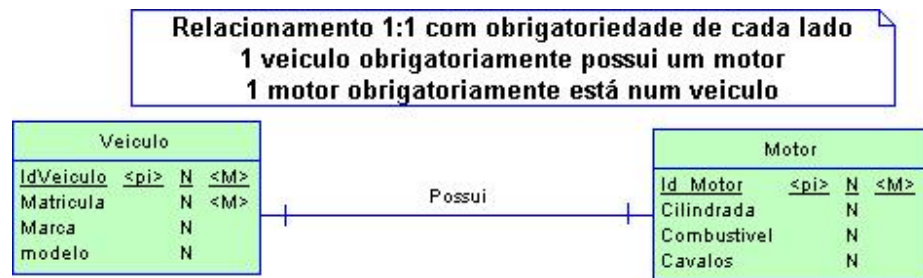 Relacionamento 1:1 com obrigatoriedade de cada lado
1 veiculo obrigatoriamente possui um motor
1 motor obrigatoriamente está num veiculo
Veiculo
IdVeiculo <pi> N <M>
Matricula N <M>
Marca N
modelo N
Possui
Motor
Id_Motor <pi> N <M>
Cilindrada N
Combustivel N
Cavalos N